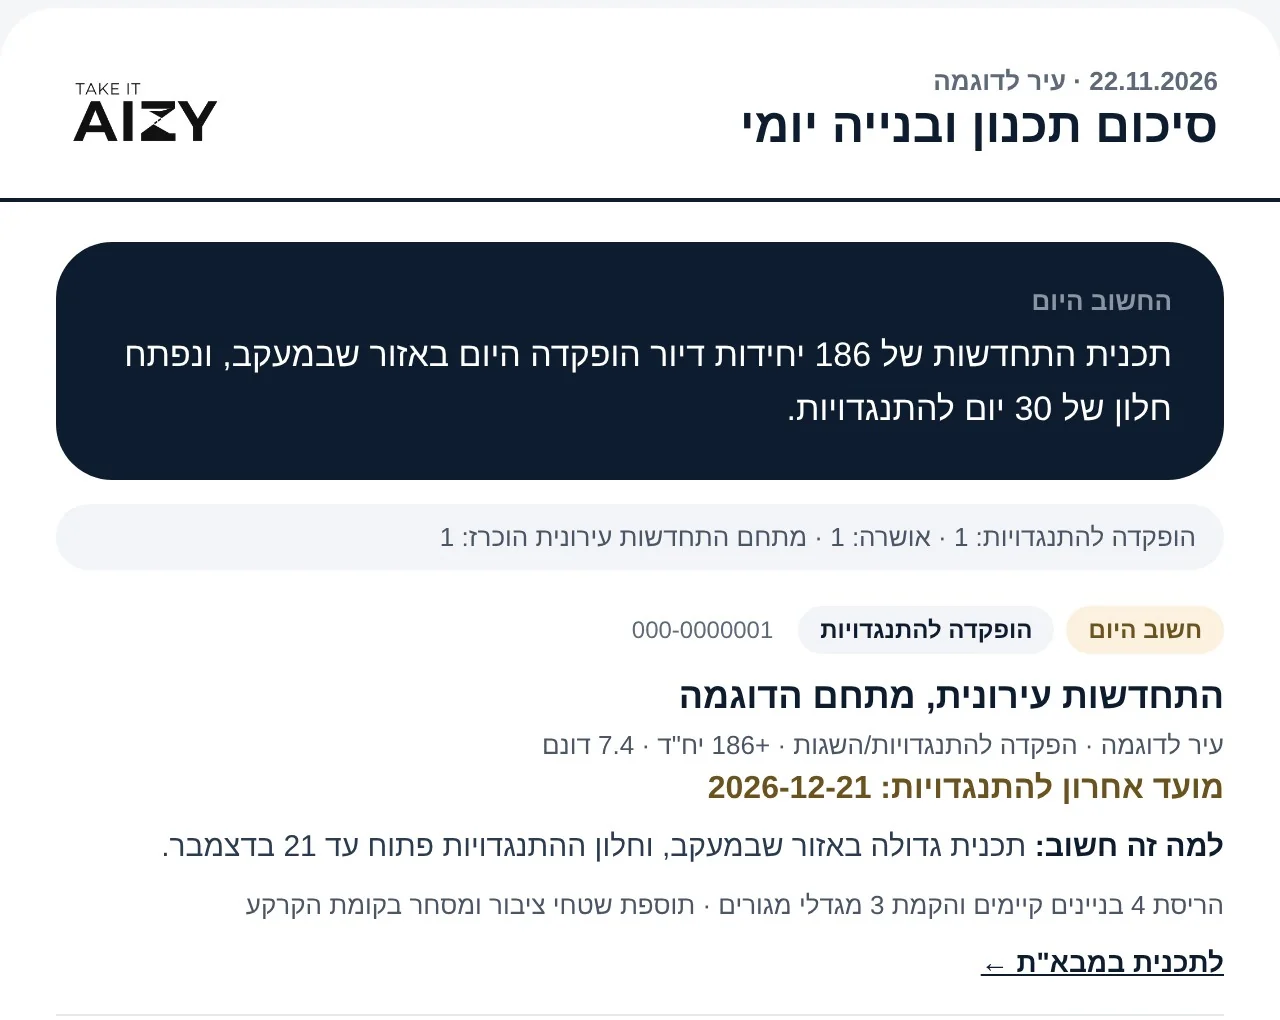 22.11.2026 · עיר לדוגמה
סיכום תכנון ובנייה יומי
TAKE IT
AIZY
החשוב היום
תכנית התחדשות של 186 יחידות דיור הופקדה היום באזור שבמעקב, ונפתח
חלון של 30 יום להתנגדויות.
הופקדה להתנגדויות: 1 · אושרה: 1 · מתחם התחדשות עירונית הוכרז: 1
חשוב היום הופקדה להתנגדויות 000-0000001
התחדשות עירונית, מתחם הדוגמה
עיר לדוגמה · הפקדה להתנגדויות/השגות · +186 יח"ד · 7.4 דונם
מועד אחרון להתנגדויות: 2026-12-21
למה זה חשוב: תכנית גדולה באזור שבמעקב, וחלון ההתנגדויות פתוח עד 21 בדצמבר.
הריסת 4 בניינים קיימים והקמת 3 מגדלי מגורים · תוספת שטחי ציבור ומסחר בקומת הקרקע
לתכנית במבא"ת ←